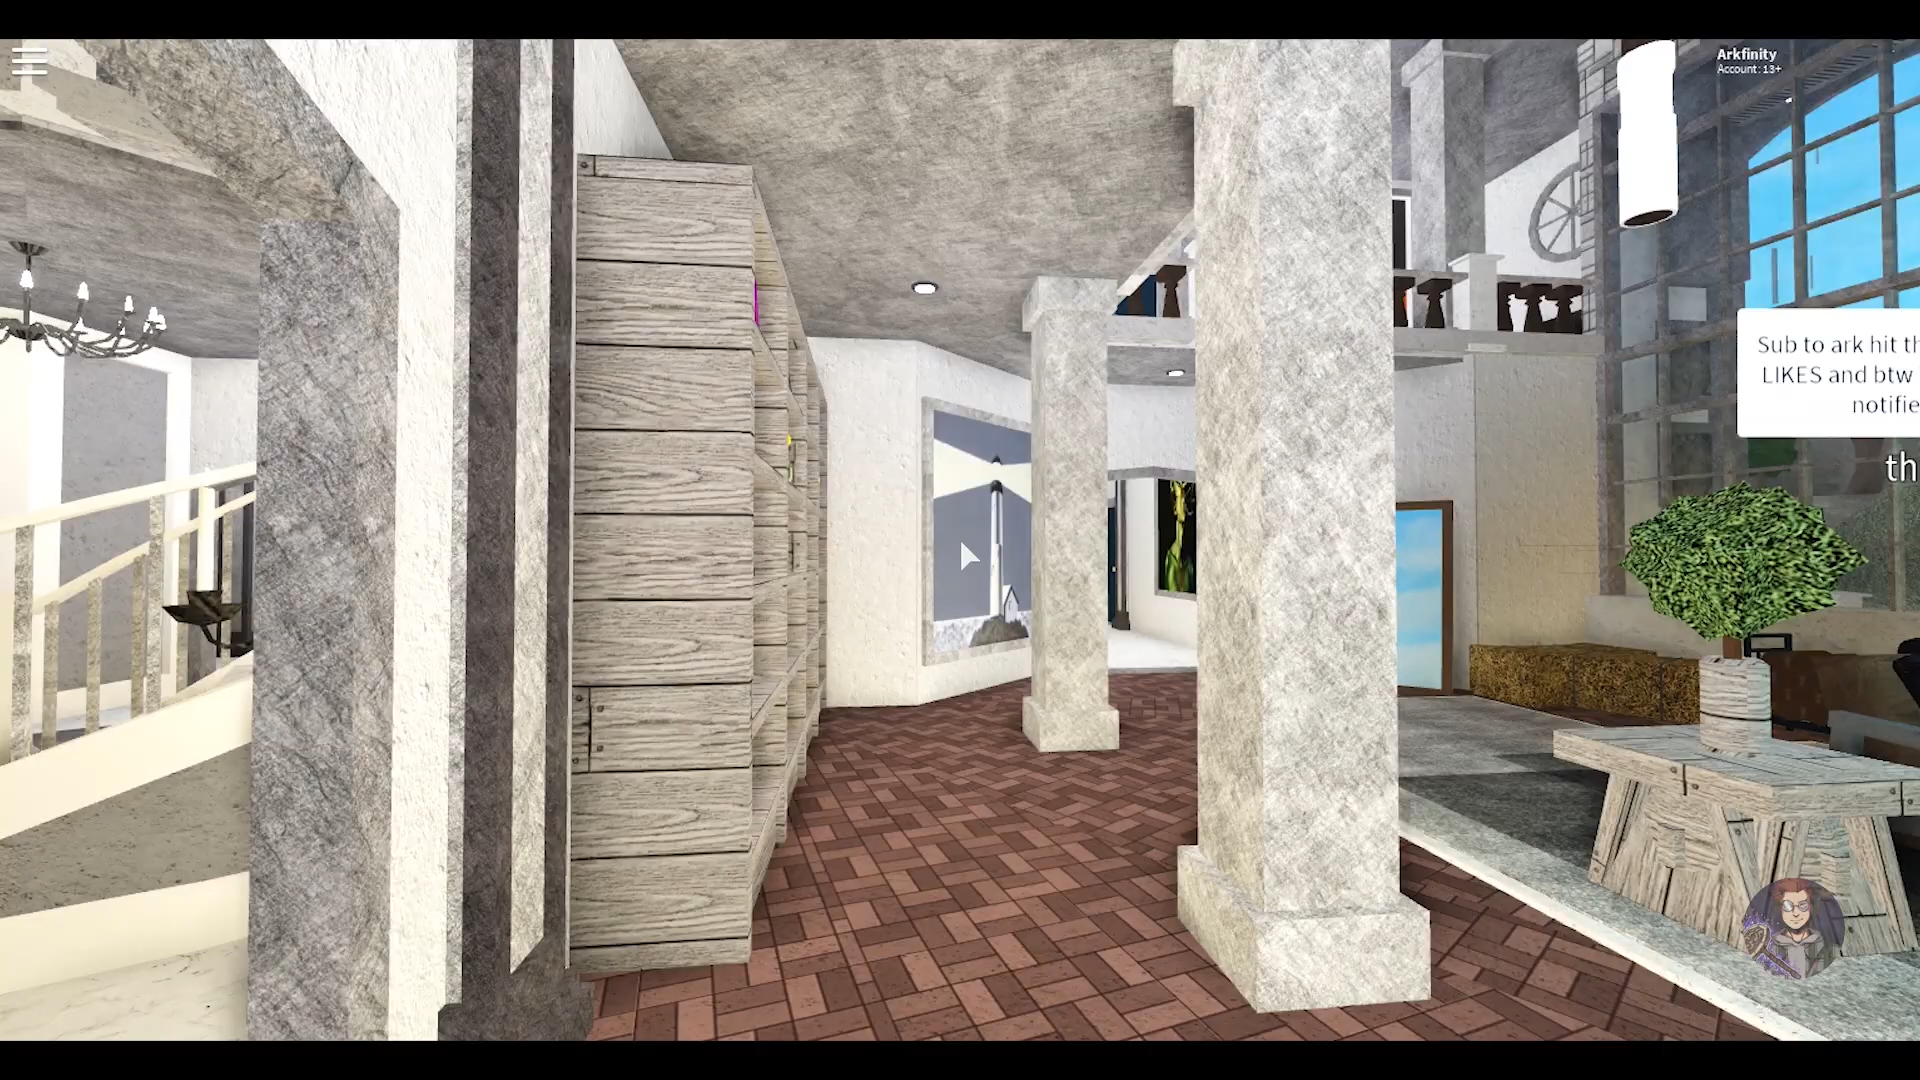 Arkfinity
Account: 13+
Sub to ark hit th
LIKES and btw
notifie
th